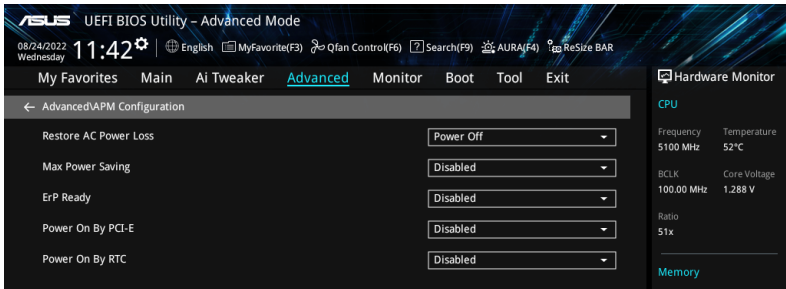 ASUS UEFI BIOS Utility – Advanced Mode
08/24/2022 Wednesday 11:42 English MyFavorite(F3) Qfan Control(F6) ? Search(F9) AURA(F4) ReSize BAR
My Favorites Main Ai Tweaker Advanced Monitor Boot Tool Exit
← Advanced\APM Configuration
Restore AC Power Loss Power Off
Max Power Saving Disabled
ErP Ready Disabled
Power On By PCI-E Disabled
Power On By RTC Disabled
Hardware Monitor
CPU
Frequency Temperature
5100 MHz 52°C
BCLK Core Voltage
100.00 MHz 1.288 V
Ratio
51x
Memory